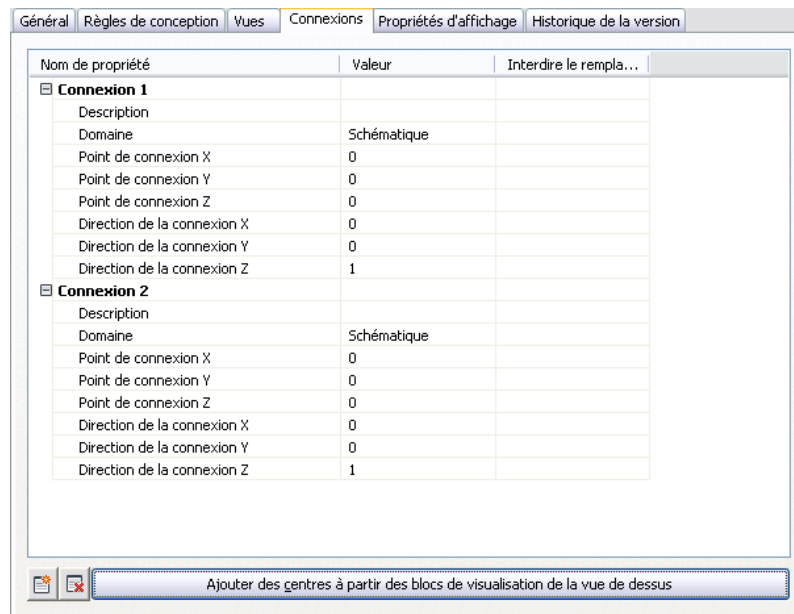 Général Règles de conception Vues Connexions Propriétés d'affichage Historique de la version
Nom de propriété Valeur Interdire le rempla...
Connexion 1
Description
Domaine Schématique
Point de connexion X 0
Point de connexion Y 0
Point de connexion Z 0
Direction de la connexion X 0
Direction de la connexion Y 0
Direction de la connexion Z 1
Connexion 2
Description
Domaine Schématique
Point de connexion X 0
Point de connexion Y 0
Point de connexion Z 0
Direction de la connexion X 0
Direction de la connexion Y 0
Direction de la connexion Z 1
Ajouter des centres à partir des blocs de visualisation de la vue de dessus